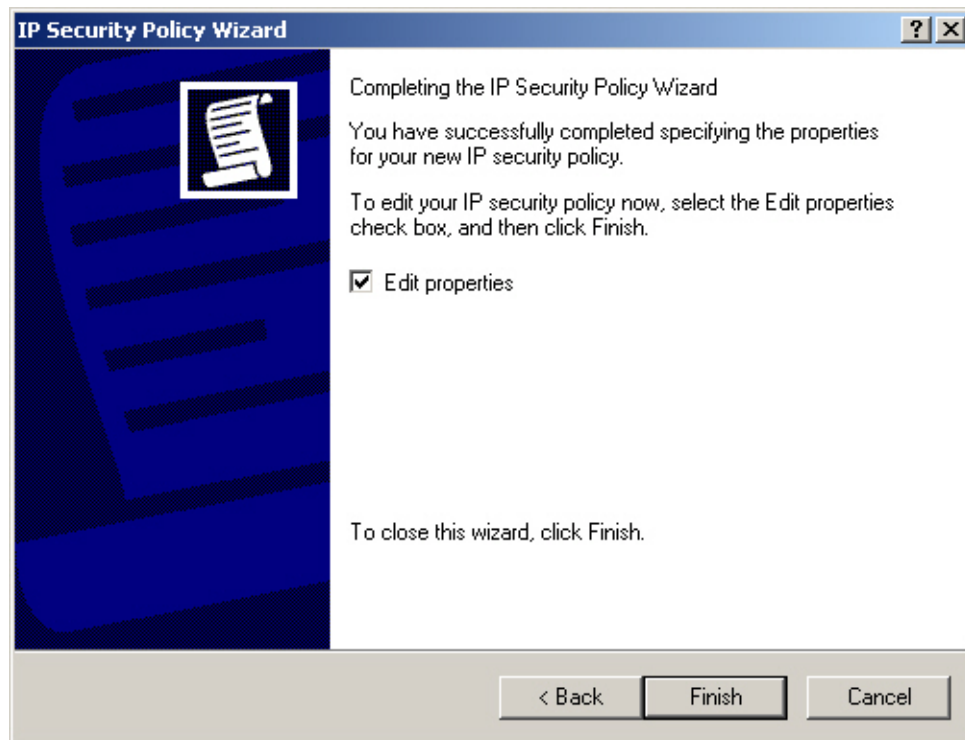 IP Security Policy Wizard
Completing the IP Security Policy Wizard
You have successfully completed specifying the properties
for your new IP security policy.
To edit your IP security policy now, select the Edit properties
check box, and then click Finish.
Edit properties
To close this wizard, click Finish.
< Back Finish Cancel